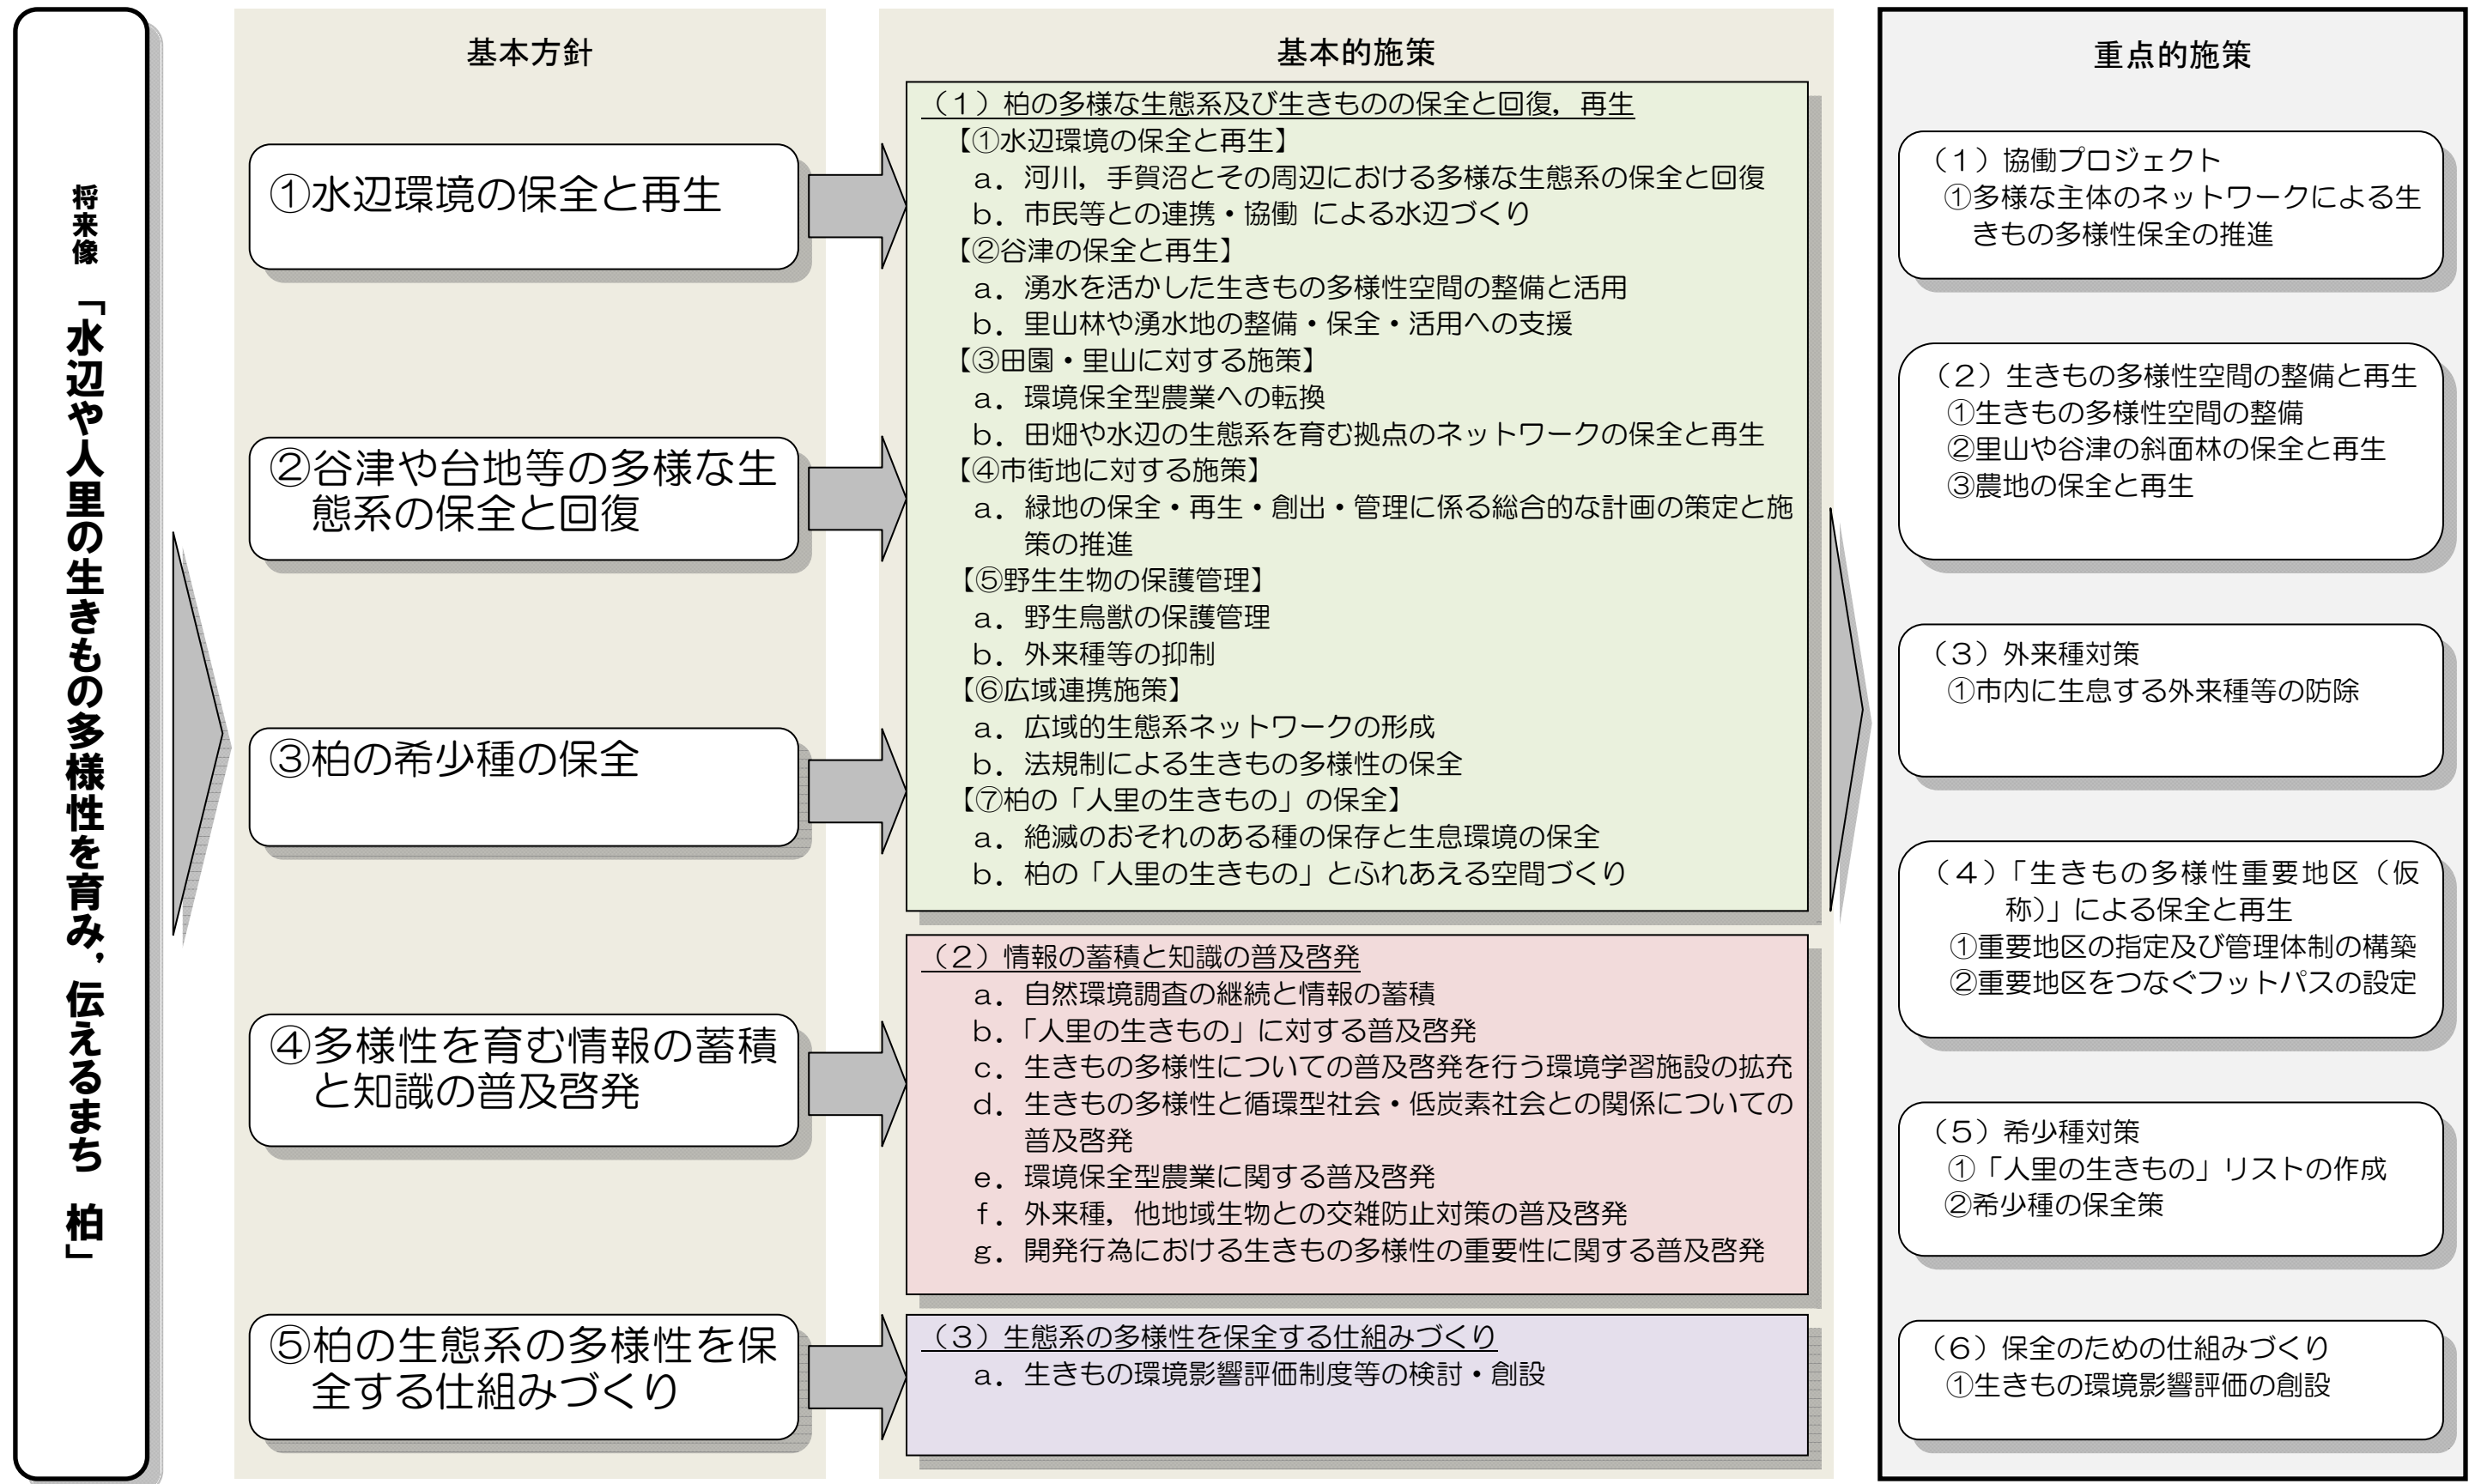 将来像 「水辺や人里の生きもの多様性を育み，伝えるまち 柏」
基本方針
①水辺環境の保全と再生
②谷津や台地等の多様な生
態系の保全と回復
③柏の希少種の保全
④多様性を育む情報の蓄積
と知識の普及啓発
⑤柏の生態系の多様性を保
全する仕組みづくり
基本的施策
（１）柏の多様な生態系及び生きものの保全と回復，再生
【①水辺環境の保全と再生】
ａ．河川，手賀沼とその周辺における多様な生態系の保全と回復
ｂ．市民等との連携・協働 による水辺づくり
【②谷津の保全と再生】
ａ．湧水を活かした生きもの多様性空間の整備と活用
ｂ．里山林や湧水地の整備・保全・活用への支援
【③田園・里山に対する施策】
ａ．環境保全型農業への転換
ｂ．田畑や水辺の生態系を育む拠点のネットワークの保全と再生
【④市街地に対する施策】
ａ．緑地の保全・再生・創出・管理に係る総合的な計画の策定と施
策の推進
【⑤野生生物の保護管理】
ａ．野生鳥獣の保護管理
ｂ．外来種等の抑制
【⑥広域連携施策】
ａ．広域的生態系ネットワークの形成
ｂ．法規制による生きもの多様性の保全
【⑦柏の「人里の生きもの」の保全】
ａ．絶滅のおそれのある種の保存と生息環境の保全
ｂ．柏の「人里の生きもの」とふれあえる空間づくり
（２）情報の蓄積と知識の普及啓発
ａ．自然環境調査の継続と情報の蓄積
ｂ．「人里の生きもの」に対する普及啓発
ｃ．生きもの多様性についての普及啓発を行う環境学習施設の拡充
ｄ．生きもの多様性と循環型社会・低炭素社会との関係についての
普及啓発
ｅ．環境保全型農業に関する普及啓発
ｆ．外来種，他地域生物との交雑防止対策の普及啓発
ｇ．開発行為における生きもの多様性の重要性に関する普及啓発
（３）生態系の多様性を保全する仕組みづくり
ａ．生きもの環境影響評価制度等の検討・創設
重点的施策
（１）協働プロジェクト
①多様な主体のネットワークによる生
きもの多様性保全の推進
（２）生きもの多様性空間の整備と再生
①生きもの多様性空間の整備
②里山や谷津の斜面林の保全と再生
③農地の保全と再生
（３）外来種対策
①市内に生息する外来種等の防除
（４）「生きもの多様性重要地区（仮
称）」による保全と再生
①重要地区の指定及び管理体制の構築
②重要地区をつなぐフットパスの設定
（５）希少種対策
①「人里の生きもの」リストの作成
②希少種の保全策
（６）保全のための仕組みづくり
①生きもの環境影響評価の創設